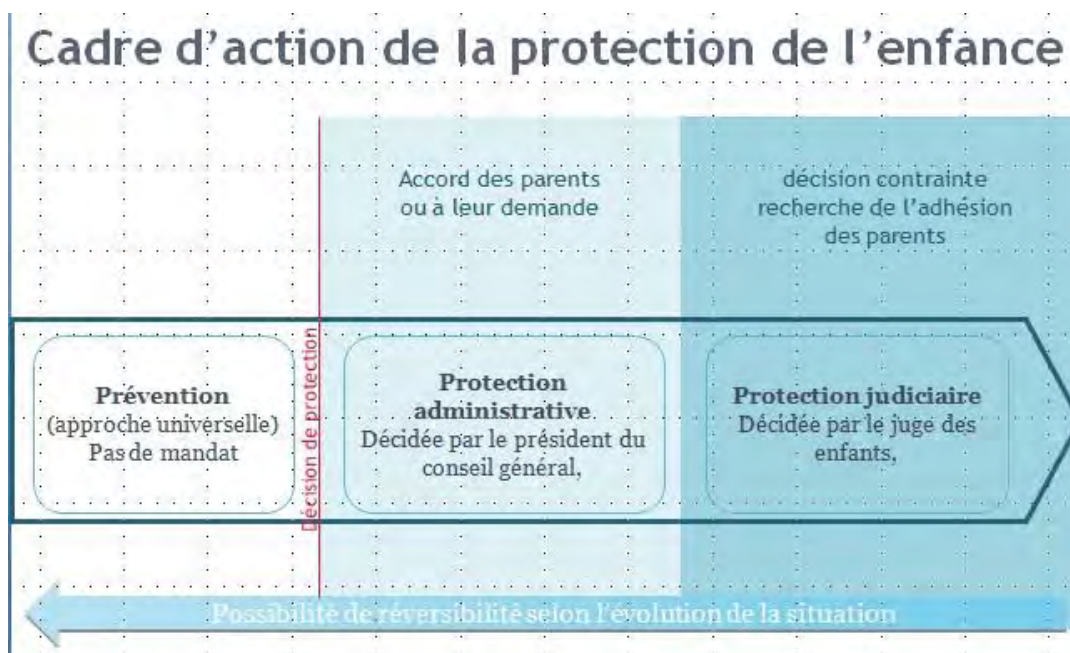 Cadre d'action de la protection de l'enfance
Accord des parents
ou à leur demande
décision contrainte
recherche de l'adhésion
des parents
Prévention
(approche universelle)
Pas de mandat
Décision de protection
Protection
administrative
Décidée par le président du
conseil général,
Protection judiciaire
Décidée par le juge des
enfants,
Possibilité de réversibilité selon l'évolution de la situation